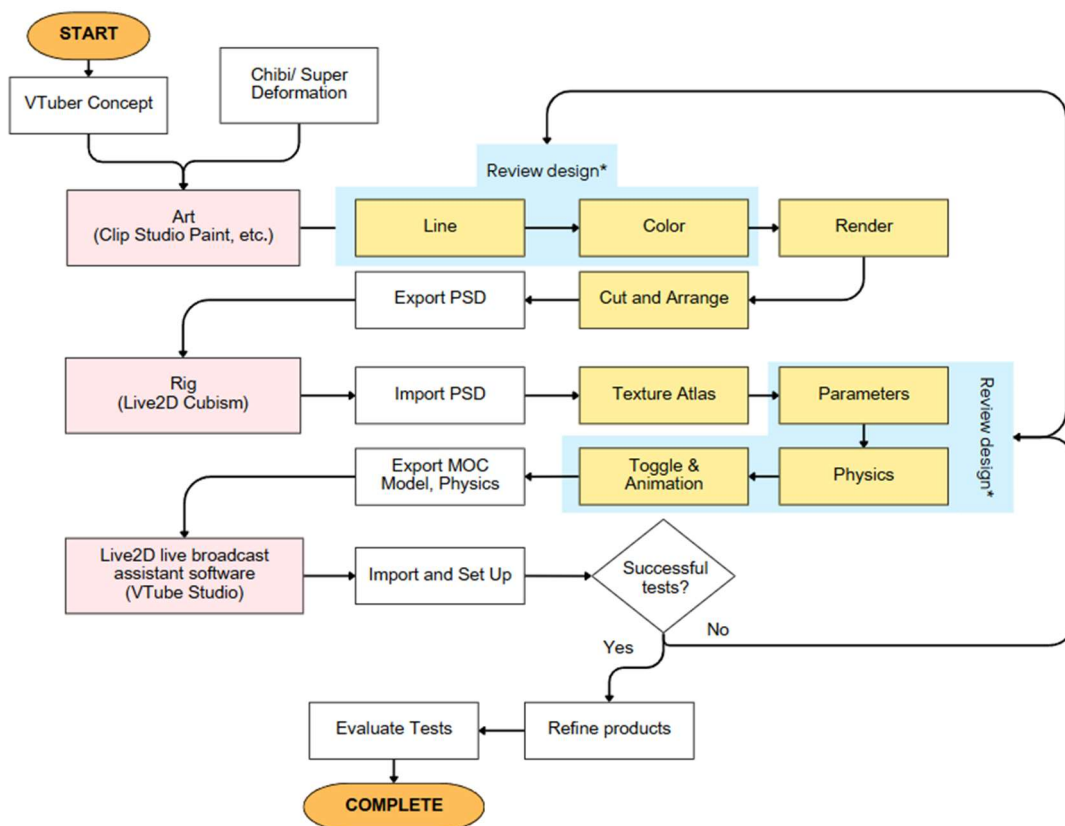 START
VTuber Concept
Chibi/ Super
Deformation
Review design*
Art
(Clip Studio Paint, etc.)
Line
Color
Render
Export PSD
Cut and Arrange
Rig
(Live2D Cubism)
Import PSD
Texture Atlas
Parameters
Review design*
Export MOC
Model, Physics
Toggle &
Animation
Physics
Live2D live broadcast
assistant software
(VTube Studio)
Import and Set Up
Successful
tests?
No
Yes
Evaluate Tests
Refine products
COMPLETE